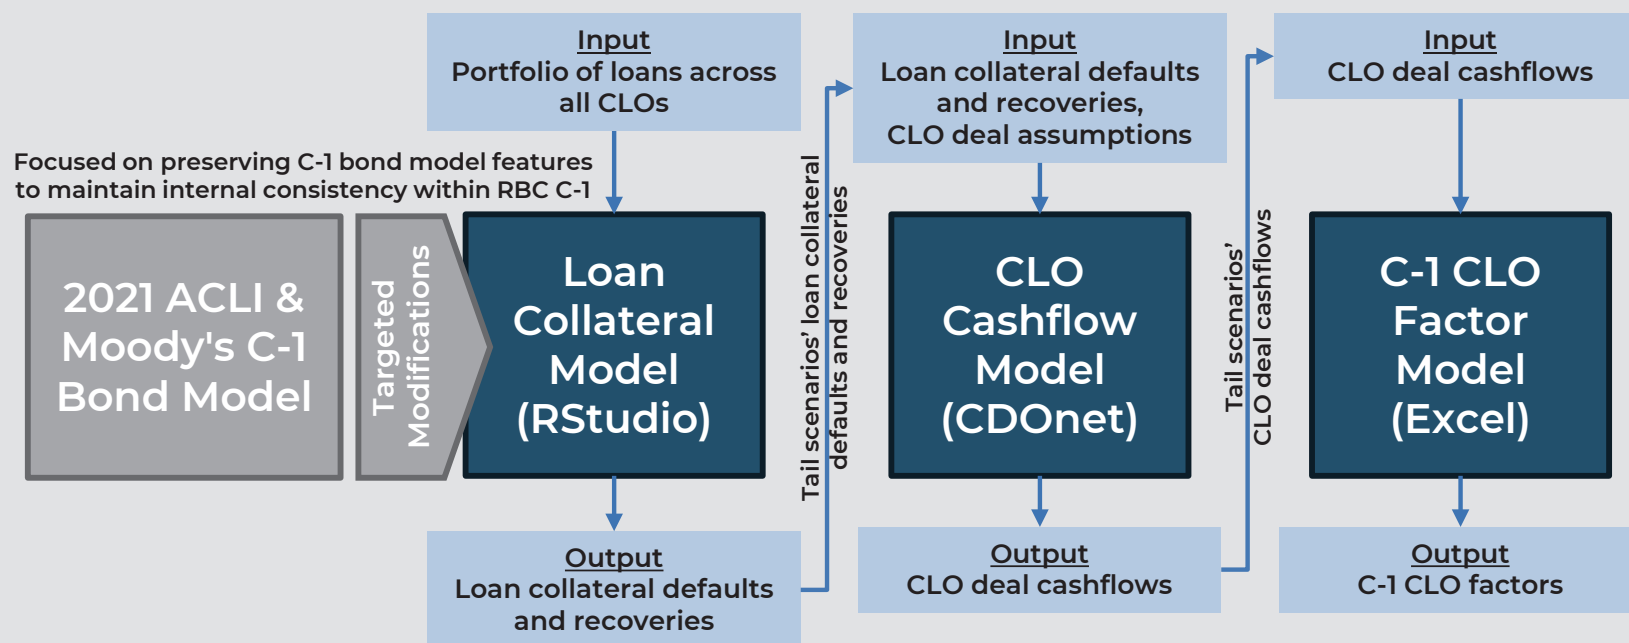 Input
Portfolio of loans across
all CLOs
Input
Loan collateral defaults
and recoveries,
CLO deal assumptions
Input
CLO deal cashflows
Focused on preserving C-1 bond model features
to maintain internal consistency within RBC C-1
2021 ACLI &
Moody's C-1
Bond Model
Targeted
Modifications
Loan
Collateral
Model
(RStudio)
Tail scenarios’ loan collateral
defaults and recoveries
CLO
Cashflow
Model
(CDOnet)
Tail scenarios’
CLO deal cashflows
C-1 CLO
Factor
Model
(Excel)
Output
Loan collateral defaults
and recoveries
Output
CLO deal cashflows
Output
C-1 CLO factors